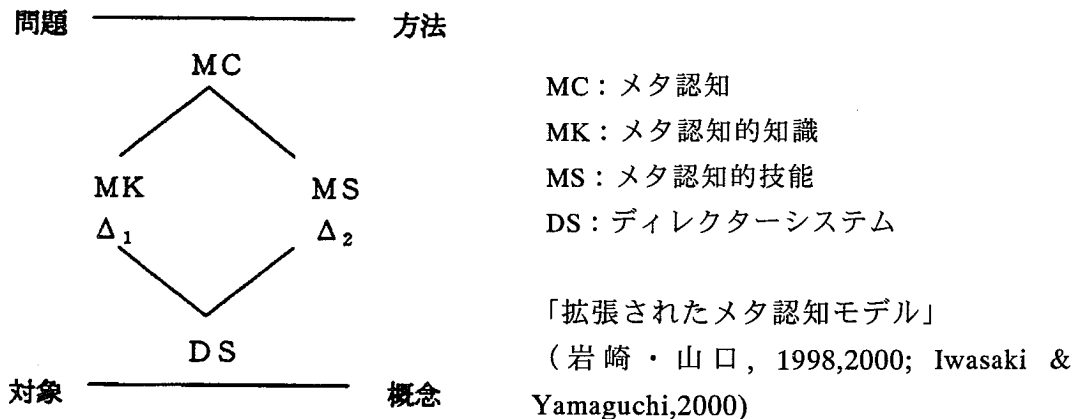 問題 方法
MC
MK MS
Δ₁ Δ₂
DS
対象 概念
MC：メタ認知
MK：メタ認知的知識
MS：メタ認知的技能
DS：ディレクターシステム
「拡張されたメタ認知モデル」
（岩崎・山口, 1998,2000; Iwasaki &
Yamaguchi,2000)